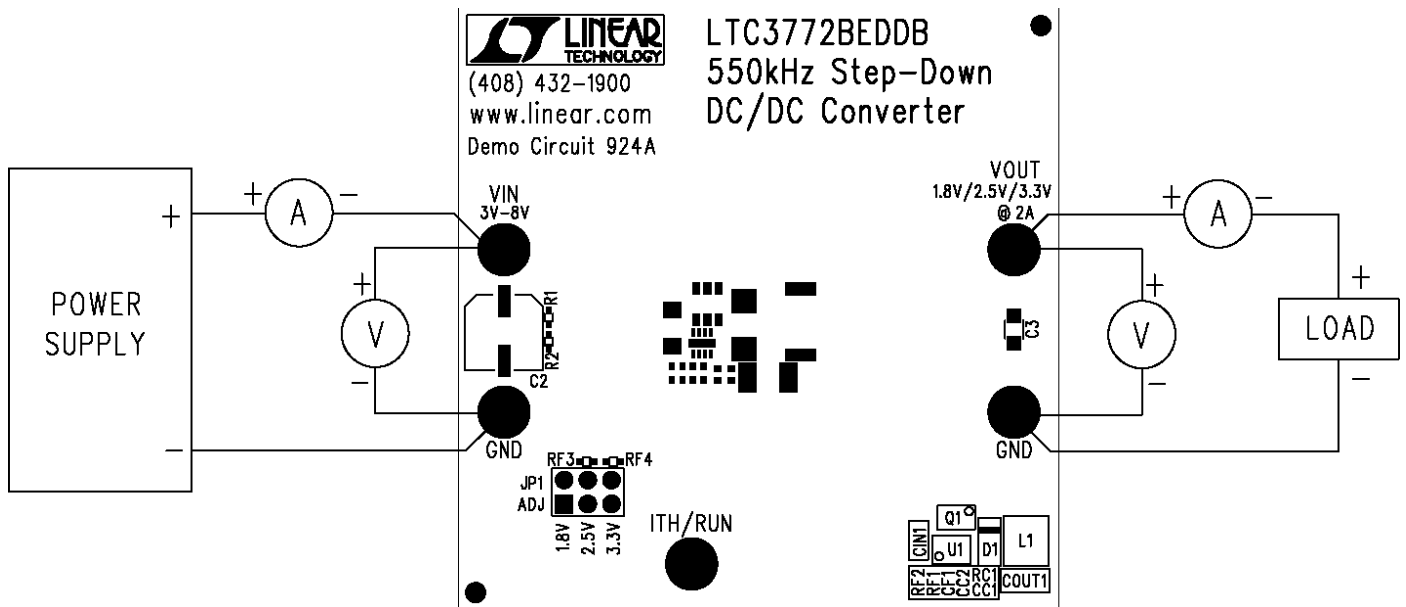 LINEAR
TECHNOLOGY
(408) 432-1900
www.linear.com
Demo Circuit 924A
LTC3772BEDDB
550kHz Step-Down
DC/DC Converter
POWER
SUPPLY
+
-
+ A -
+
V
-
VIN
3V-8V
GND
R1
R2
C2
VOUT
1.8V/2.5V/3.3V
@ 2A
C3
GND
+ A -
+
V
-
+
LOAD
-
RF3 RF4
JP1
ADJ
1.8V
2.5V
3.3V
ITH/RUN
Q1
CIN1
U1
D1
L1
RF2
RF1
CF1
CC2
RC1
CC1
COUT1